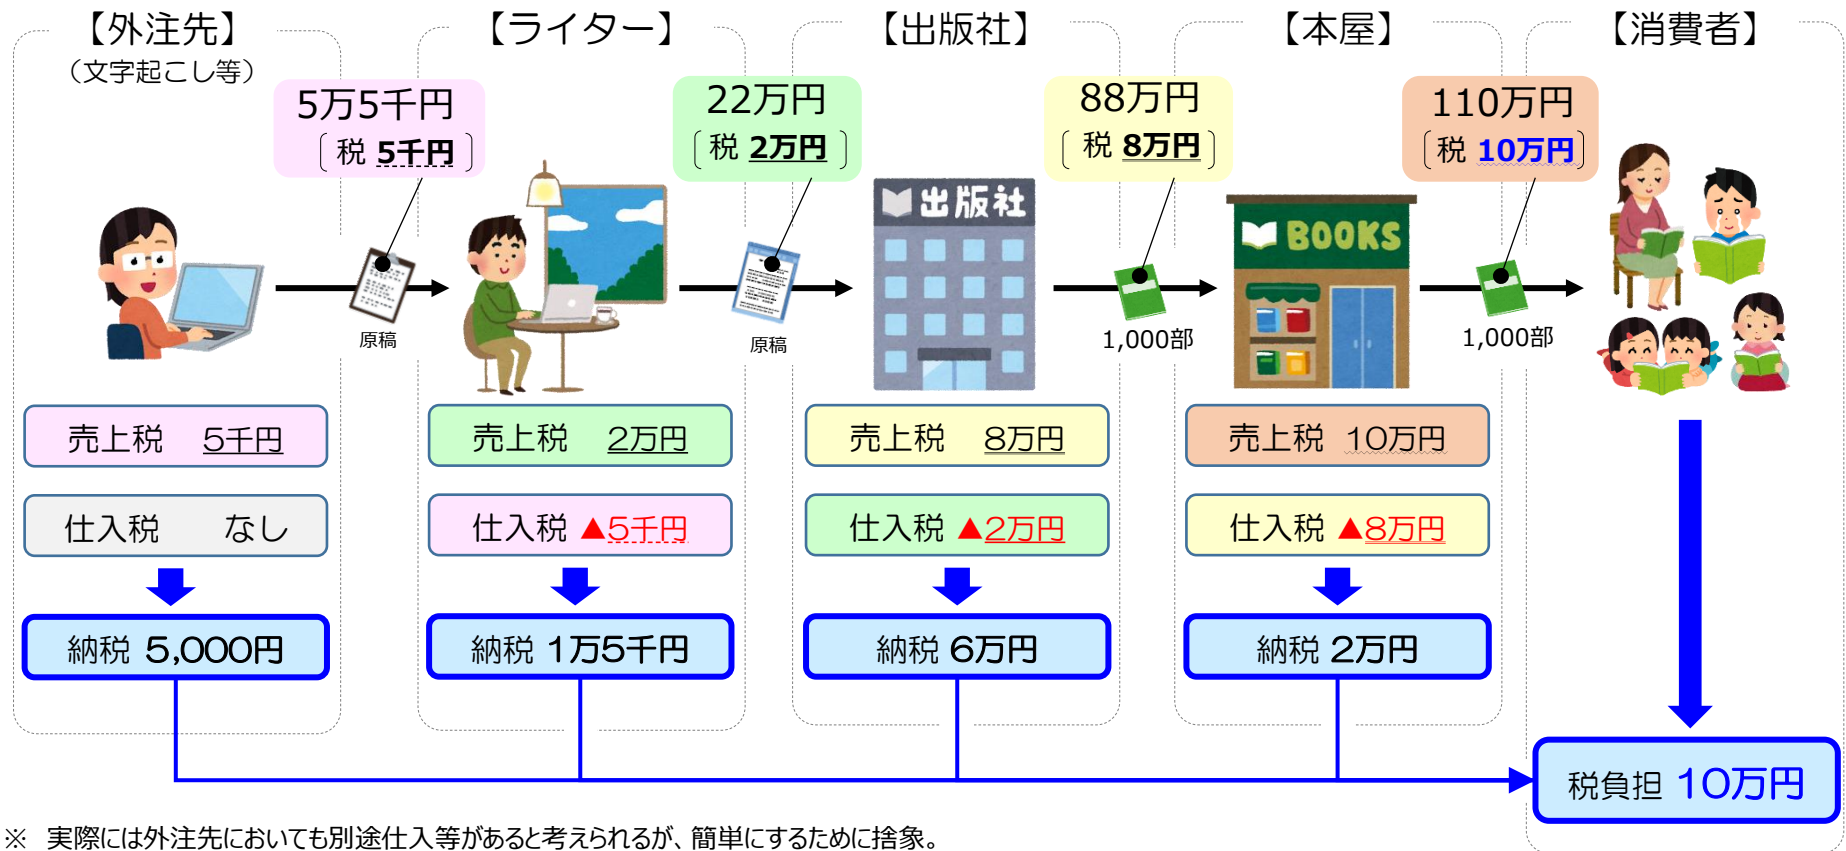 【外注先】
（文字起こし等）
【ライター】
【出版社】
【本屋】
【消費者】
5万5千円
税 5千円
22万円
税 2万円
88万円
税 8万円
110万円
税 10万円
出版社
BOOKS
原稿
原稿
1,000部
1,000部
売上税 5千円
売上税 2万円
売上税 8万円
売上税 10万円
仕入税 なし
仕入税 ▲5千円
仕入税 ▲2万円
仕入税 ▲8万円
納税 5,000円
納税 1万5千円
納税 6万円
納税 2万円
税負担 10万円
※ 実際には外注先においても別途仕入等があると考えられるが、簡単にするために捨象。